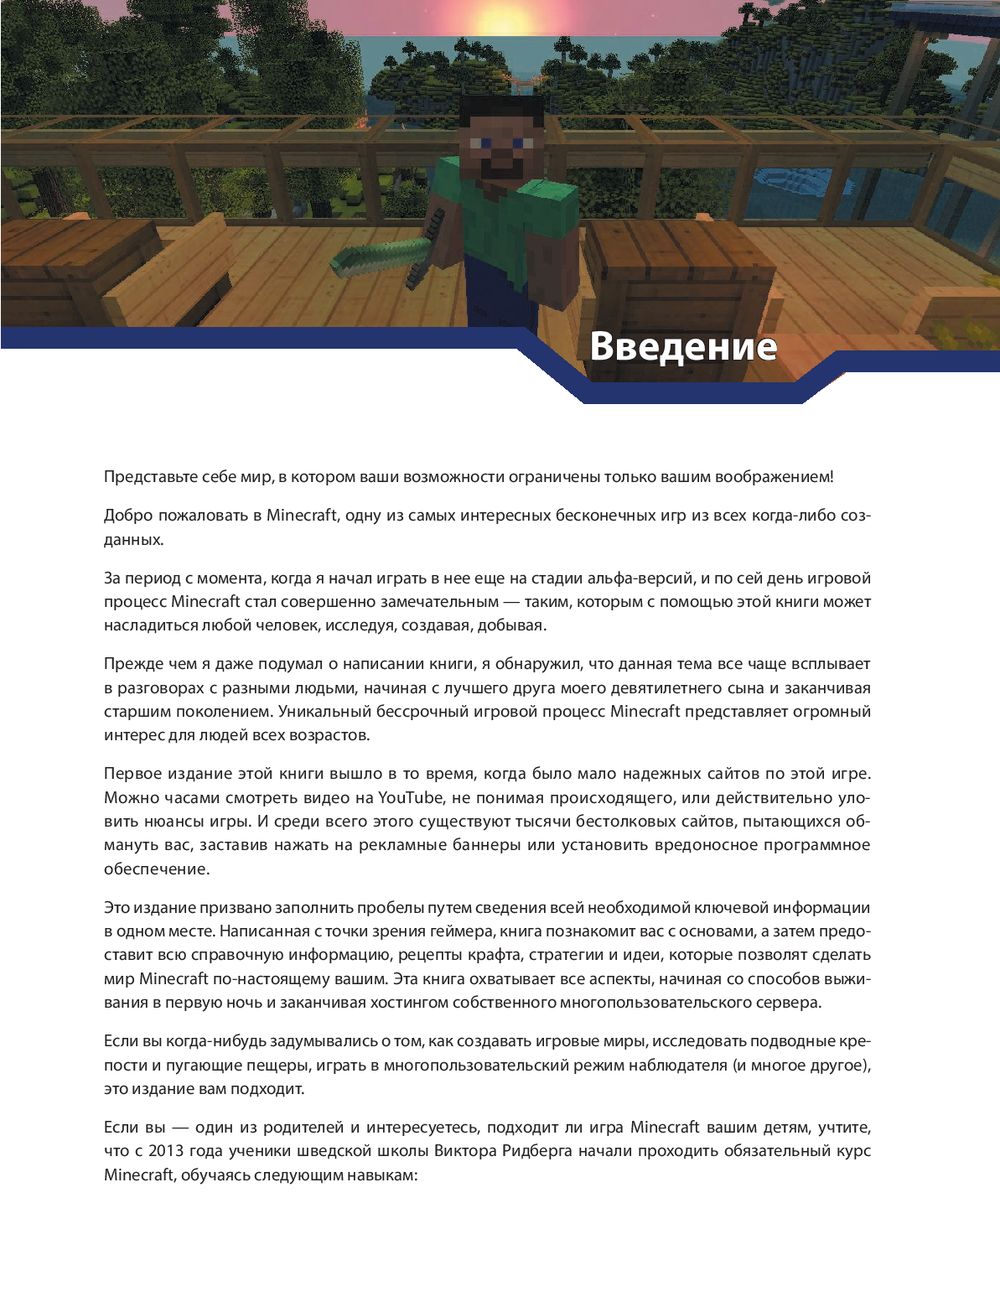 Введение
Представьте себе мир, в котором ваши возможности ограничены только вашим воображением!
Добро пожаловать в Minecraft, одну из самых интересных бесконечных игр из всех когда-либо соз-
данных.
За период с момента, когда я начал играть в нее еще на стадии альфа-версий, и по сей день игровой
процесс Minecraft стал совершенно замечательным — таким, которым с помощью этой книги может
насладиться любой человек, исследуя, создавая, добывая.
Прежде чем я даже подумал о написании книги, я обнаружил, что данная тема все чаще всплывает
в разговорах с разными людьми, начиная с лучшего друга моего девятилетнего сына и заканчивая
старшим поколением. Уникальный бессрочный игровой процесс Minecraft представляет огромный
интерес для людей всех возрастов.
Первое издание этой книги вышло в то время, когда было мало надежных сайтов по этой игре.
Можно часами смотреть видео на YouTube, не понимая происходящего, или действительно уло-
вить нюансы игры. И среди всего этого существуют тысячи бестолковых сайтов, пытающихся об-
мануть вас, заставив нажать на рекламные баннеры или установить вредоносное программное
обеспечение.
Это издание призвано заполнить пробелы путем сведения всей необходимой ключевой информации
в одном месте. Написанная с точки зрения геймера, книга познакомит вас с основами, а затем предо-
ставит всю справочную информацию, рецепты крафта, стратегии и идеи, которые позволят сделать
мир Minecraft по-настоящему вашим. Эта книга охватывает все аспекты, начиная со способов выжи-
вания в первую ночь и заканчивая хостингом собственного многопользовательского сервера.
Если вы когда-нибудь задумывались о том, как создавать игровые миры, исследовать подводные кре-
пости и пугающие пещеры, играть в многопользовательский режим наблюдателя (и многое другое),
это издание вам подходит.
Если вы — один из родителей и интересуетесь, подходит ли игра Minecraft вашим детям, учтите,
что с 2013 года ученики шведской школы Виктора Ридберга начали проходить обязательный курс
Minecraft, обучаясь следующим навыкам: